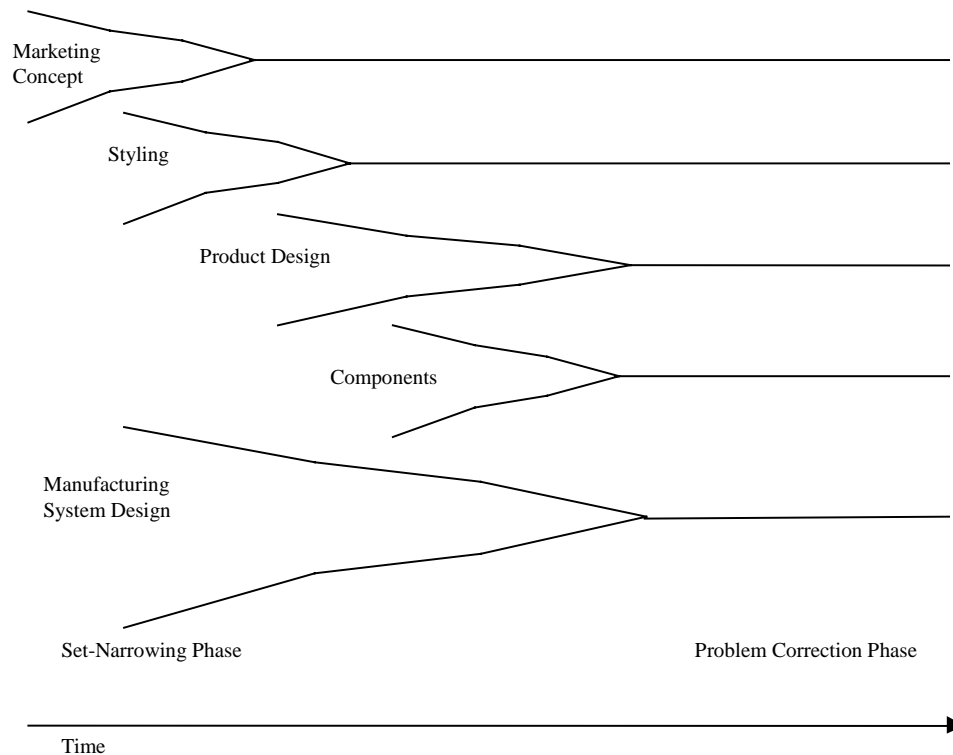 Marketing
Concept
Styling
Product Design
Components
Manufacturing
System Design
Set-Narrowing Phase
Problem Correction Phase
Time